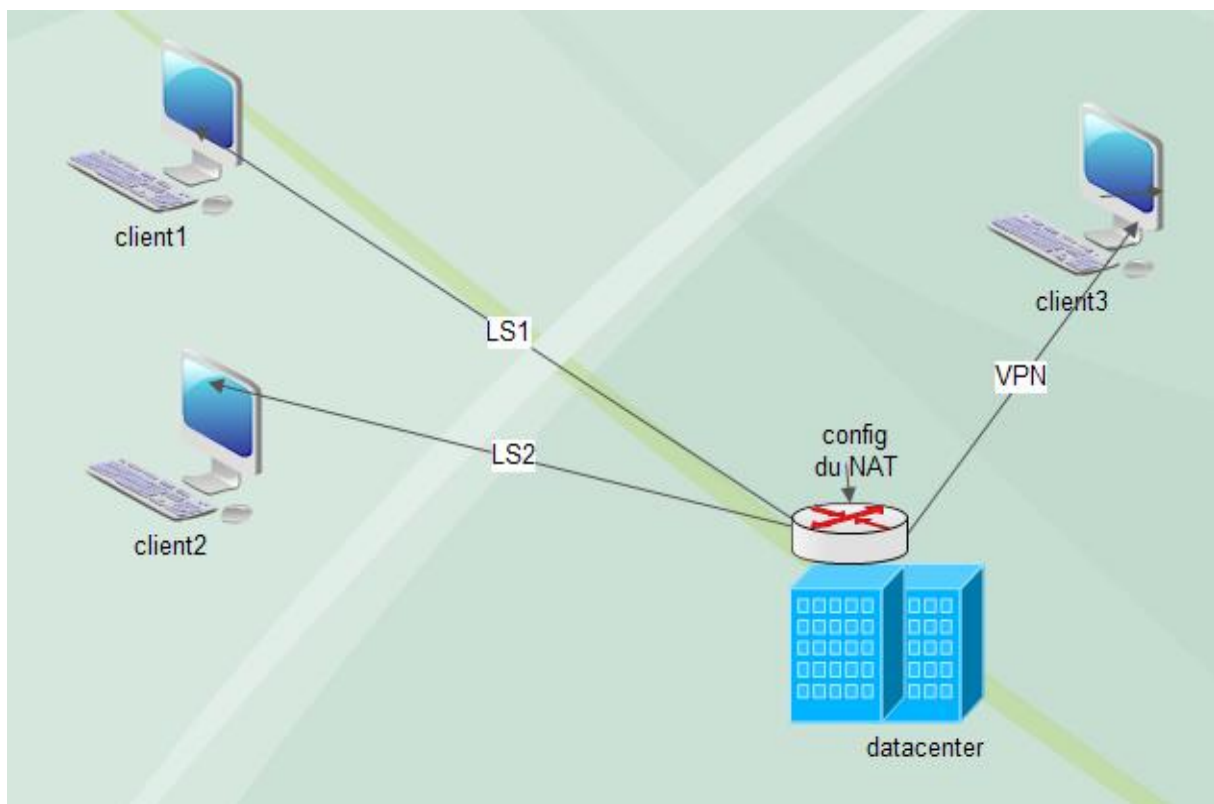 client1
client3
LS1
VPN
config
du NAT
LS2
client2
datacenter